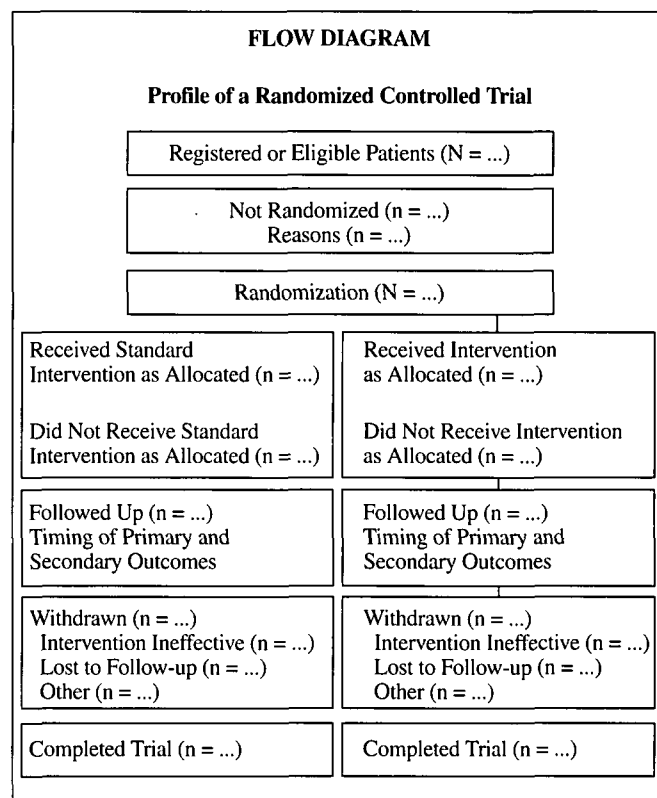 FLOW DIAGRAM
Profile of a Randomized Controlled Trial
Registered or Eligible Patients (N = ...)
Not Randomized (n = ...)
Reasons (n = ...)
Randomization (N = ...)
Received Standard
Intervention as Allocated (n = ...)
Did Not Receive Standard
Intervention as Allocated (n = ...)
Received Intervention
as Allocated (n = ...)
Did Not Receive Intervention
as Allocated (n = ...)
Followed Up (n = ...)
Timing of Primary and
Secondary Outcomes
Followed Up (n = ...)
Timing of Primary and
Secondary Outcomes
Withdrawn (n = ...)
Intervention Ineffective (n = ...)
Lost to Follow-up (n = ...)
Other (n = ...)
Withdrawn (n = ...)
Intervention Ineffective (n = ...)
Lost to Follow-up (n = ...)
Other (n = ...)
Completed Trial (n = ...)
Completed Trial (n = ...)